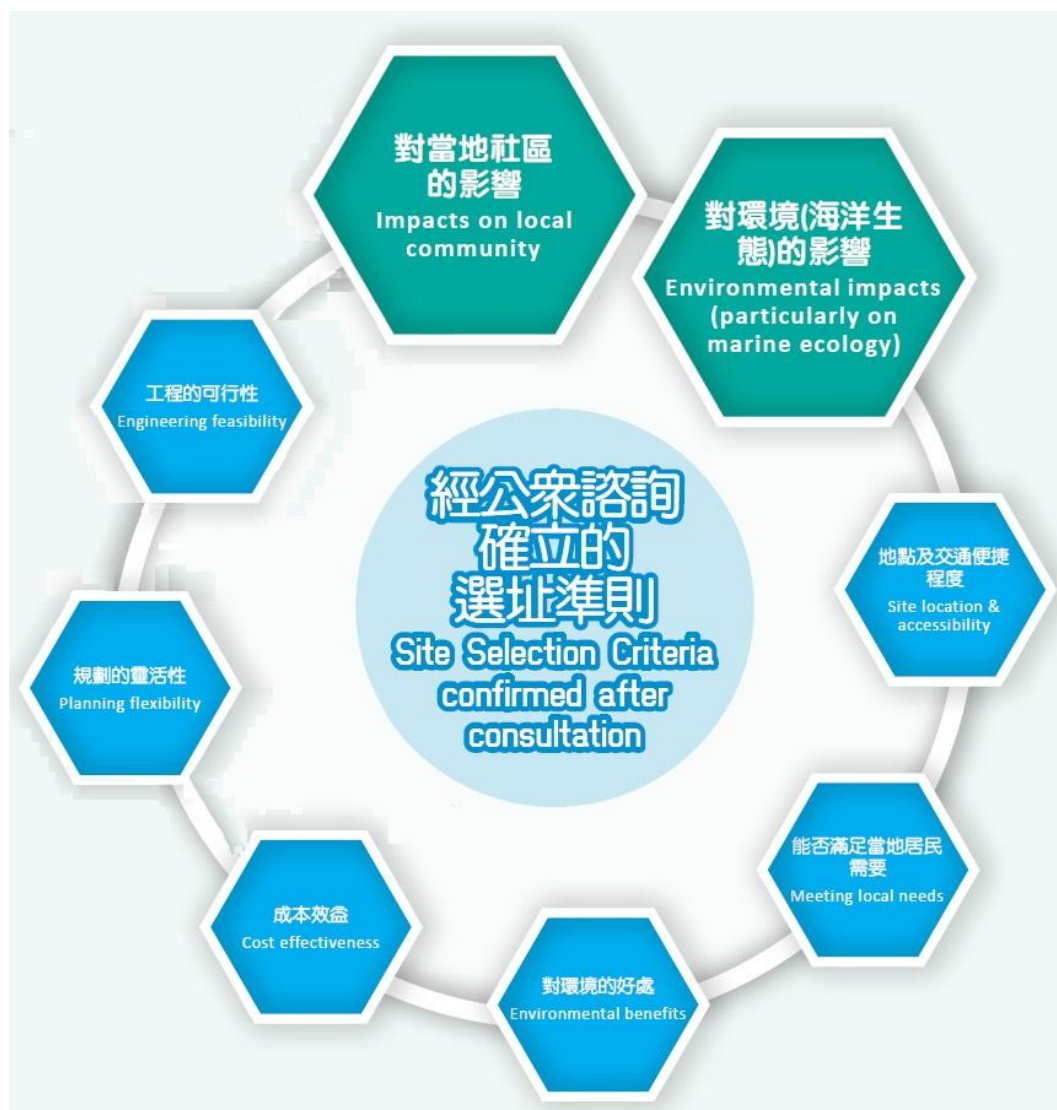 對當地社區
的影響
Impacts on local
community
對環境(海洋生
態)的影響
Environmental impacts
(particularly on
marine ecology)
工程的可行性
Engineering feasibility
經公眾諮詢
確立的
選址準則
Site Selection Criteria
confirmed after
consultation
地點及交通便捷
程度
Site location &
accessibility
規劃的靈活性
Planning flexibility
能否滿足當地居民
需要
Meeting local needs
成本效益
Cost effectiveness
對環境的好處
Environmental benefits